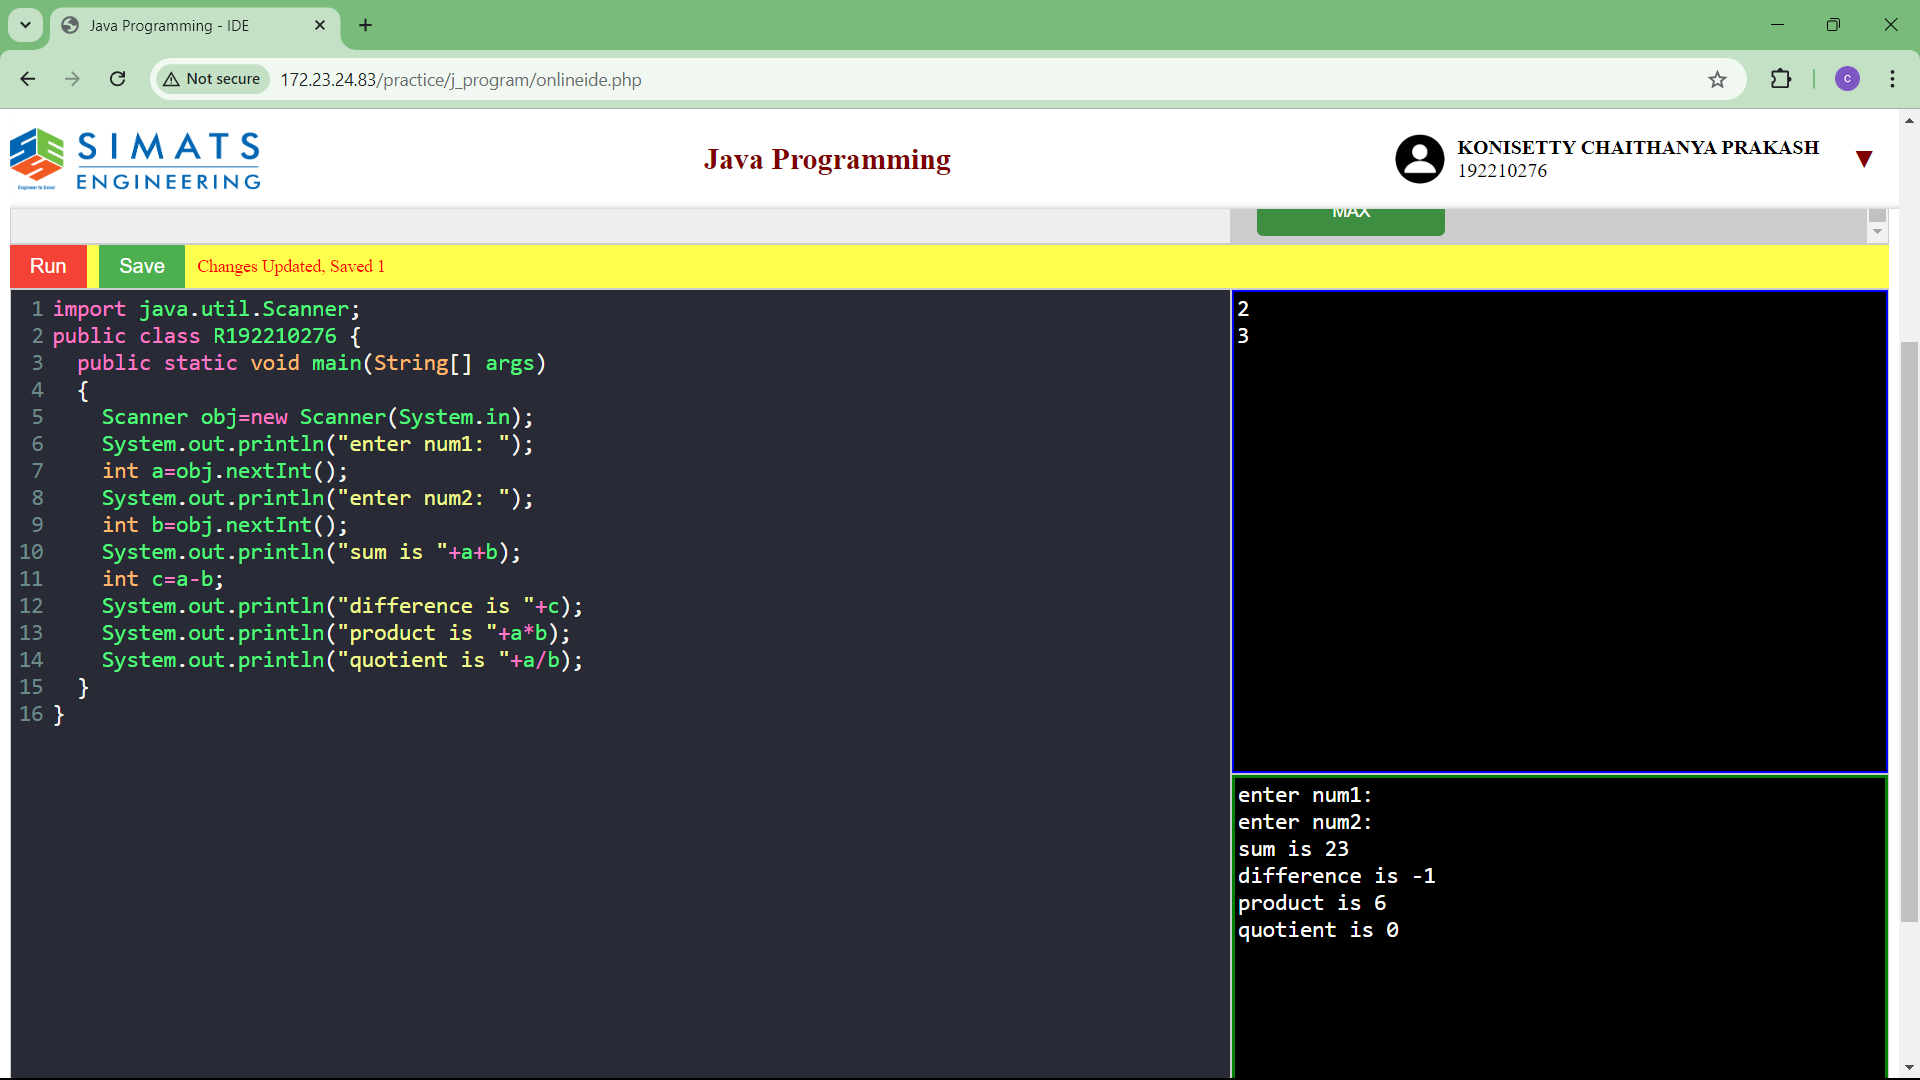 Java Programming - IDE
Not secure 172.23.24.83/practice/j_program/onlineide.php
C
SIMATS
ENGINEERING
Engineer to Excel
Java Programming
KONISETTY CHAITHANYA PRAKASH
192210276
MAX
Run Save Changes Updated, Saved 1
1 import java.util.Scanner;
2 public class R192210276 {
3 public static void main(String[] args)
4 {
5 Scanner obj=new Scanner(System.in);
6 System.out.println("enter num1: ");
7 int a=obj.nextInt();
8 System.out.println("enter num2: ");
9 int b=obj.nextInt();
10 System.out.println("sum is "+a+b);
11 int c=a-b;
12 System.out.println("difference is "+c);
13 System.out.println("product is "+a*b);
14 System.out.println("quotient is "+a/b);
15 }
16 }
2
3
enter num1:
enter num2:
sum is 23
difference is -1
product is 6
quotient is 0